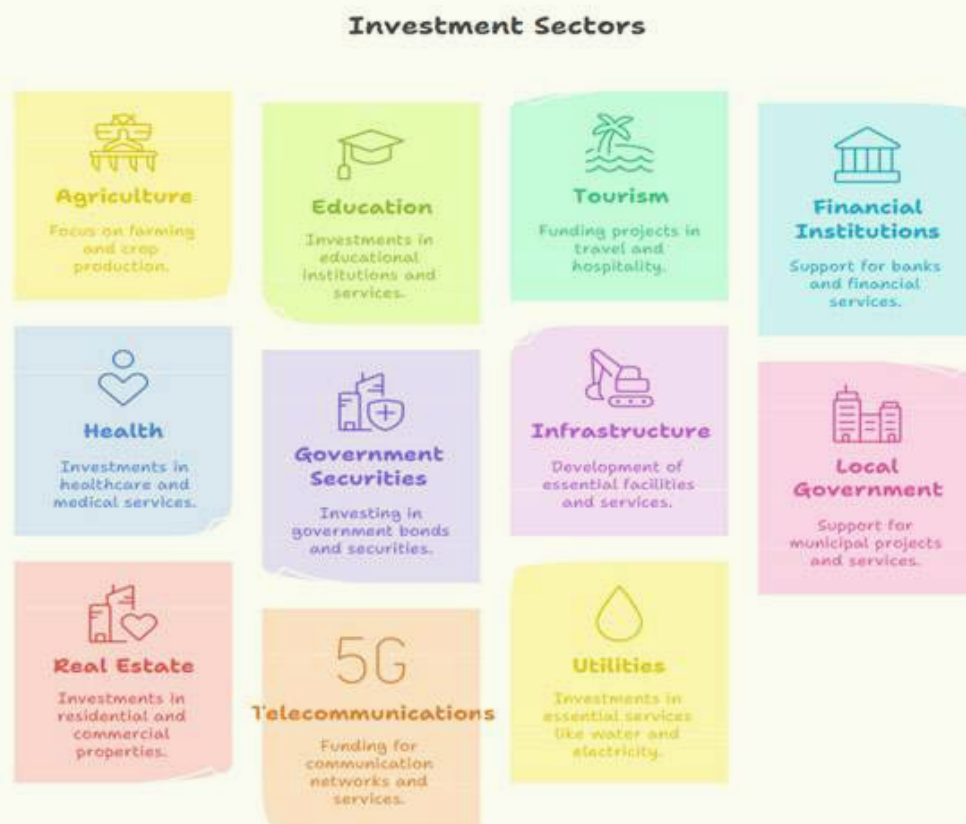 Investment Sectors
Agriculture
Focus on farming
and crop
production.
Education
Investments in
educational
institutions and
services.
Tourism
Funding projects in
travel and
hospitality.
Financial
Institutions
Support for banks
and financial
services.
Health
Investments in
healthcare and
medical services.
Government
Securities
Investing in
government bonds
and securities.
Infrastructure
Development of
essential facilities
and services.
Local
Government
Support for
municipal projects
and services.
Real Estate
Investments in
residential and
commercial
properties.
5G
Telecommunications
Funding for
communication
networks and
services.
Utilities
Investments in
essential services
like water and
electricity.